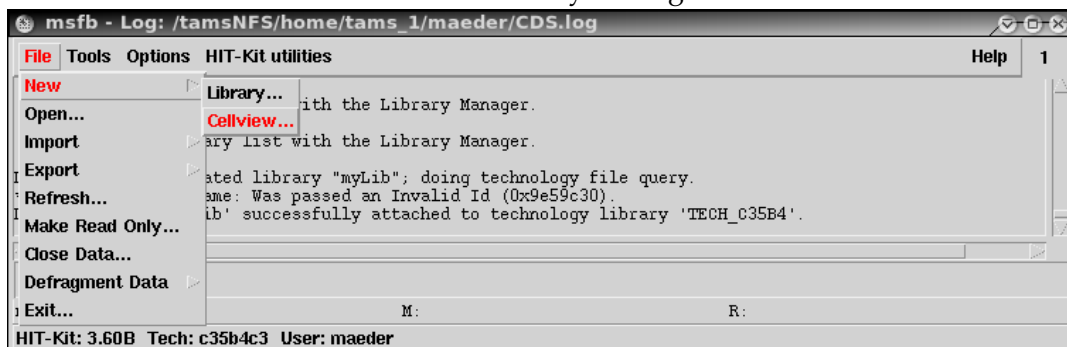 msfb - Log: /tamsNFS/home/tams_1/maeder/CDS.log
File Tools Options HIT-Kit utilities Help 1
New
Library...
ith the Library Manager.
Open...
Cellview...
Import
ary list with the Library Manager.
Export
ated library "myLib"; doing technology file query.
Refresh...
ame: Was passed an Invalid Id (0x9e59c30).
ib' successfully attached to technology library 'TECH_C35B4'.
Make Read Only...
Close Data...
Defragment Data
Exit...
M: R:
HIT-Kit: 3.60B Tech: c35b4c3 User: maeder